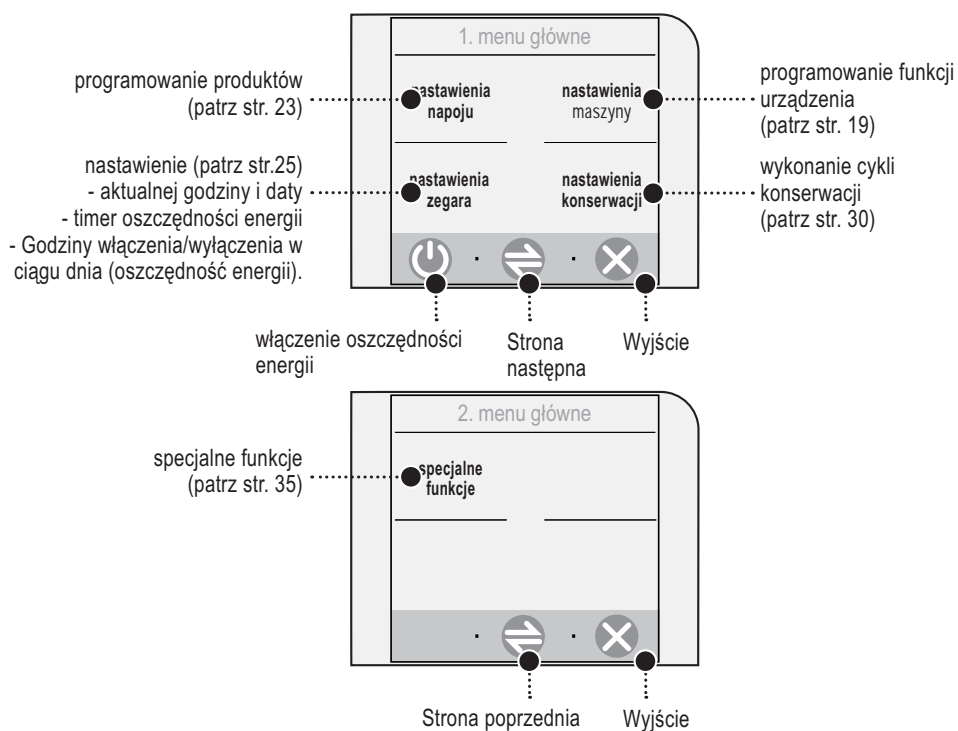 1. menu główne
programowanie produktów
(patrz str. 23)
nastawienia
napoju
nastawienia
maszyny
programowanie funkcji
urządzenia
(patrz str. 19)
nastawienie (patrz str.25)
- aktualnej godziny i daty
- timer oszczędności energii
- Godziny włączenia/wyłączenia w
ciągu dnia (oszczędność energii).
nastawienia
zegara
nastawienia
konserwacji
wykonanie cykli
konserwacji
(patrz str. 30)
włączenie oszczędności
energii
Strona
następna
Wyjście
2. menu główne
specjalne funkcje
(patrz str. 35)
specjalne
funkcje
Strona poprzednia
Wyjście